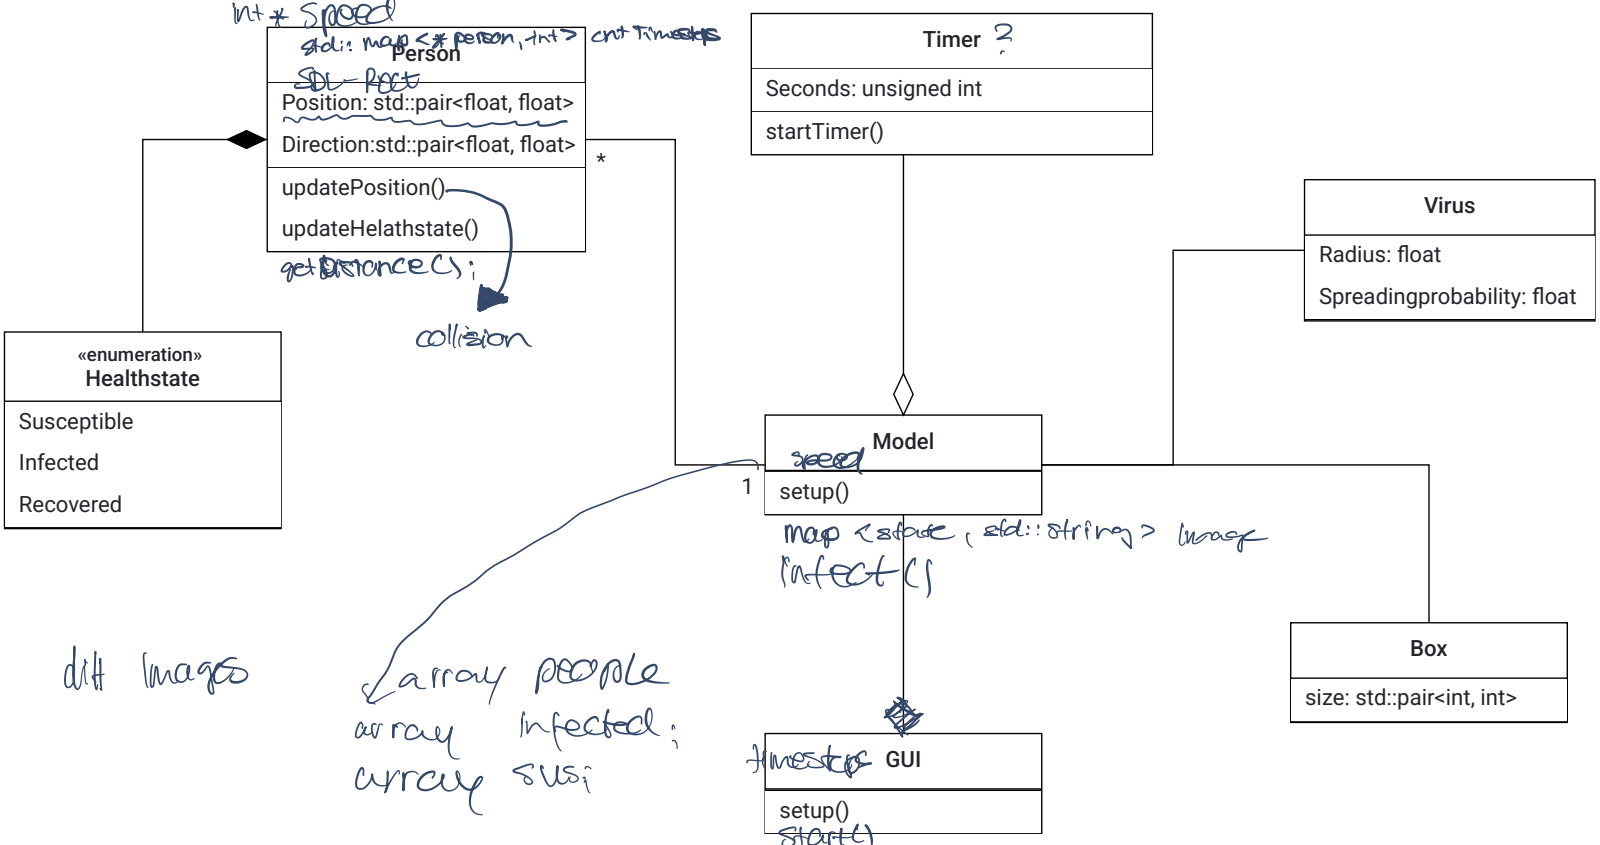 int * speed
std:: map <* person, int> cnt Timesteps
Person
SDL-Rect
Position: std::pair<float, float>
Direction:std::pair<float, float>
*
updatePosition()
updateHelathstate()
getDistance();
collision
Timer ?
Seconds: unsigned int
startTimer()
Virus
Radius: float
Spreadingprobability: float
«enumeration»
Healthstate
Susceptible
Infected
Recovered
Model
speed
1
setup()
map <state, std::string> image
infect()
diff images
array people
array infected;
array sus;
Box
size: std::pair<int, int>
timesteps GUI
setup()
start()